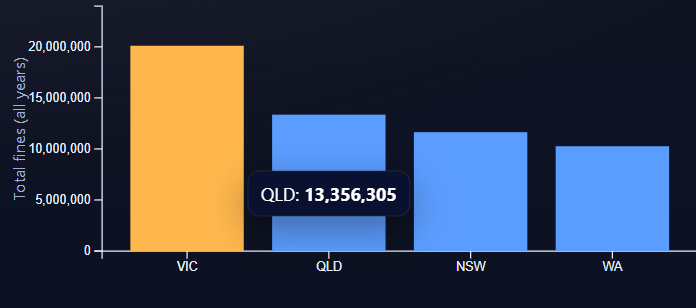 Total fines (all years)
20,000,000
15,000,000
10,000,000
5,000,000
0
QLD: 13,356,305
VIC QLD NSW WA